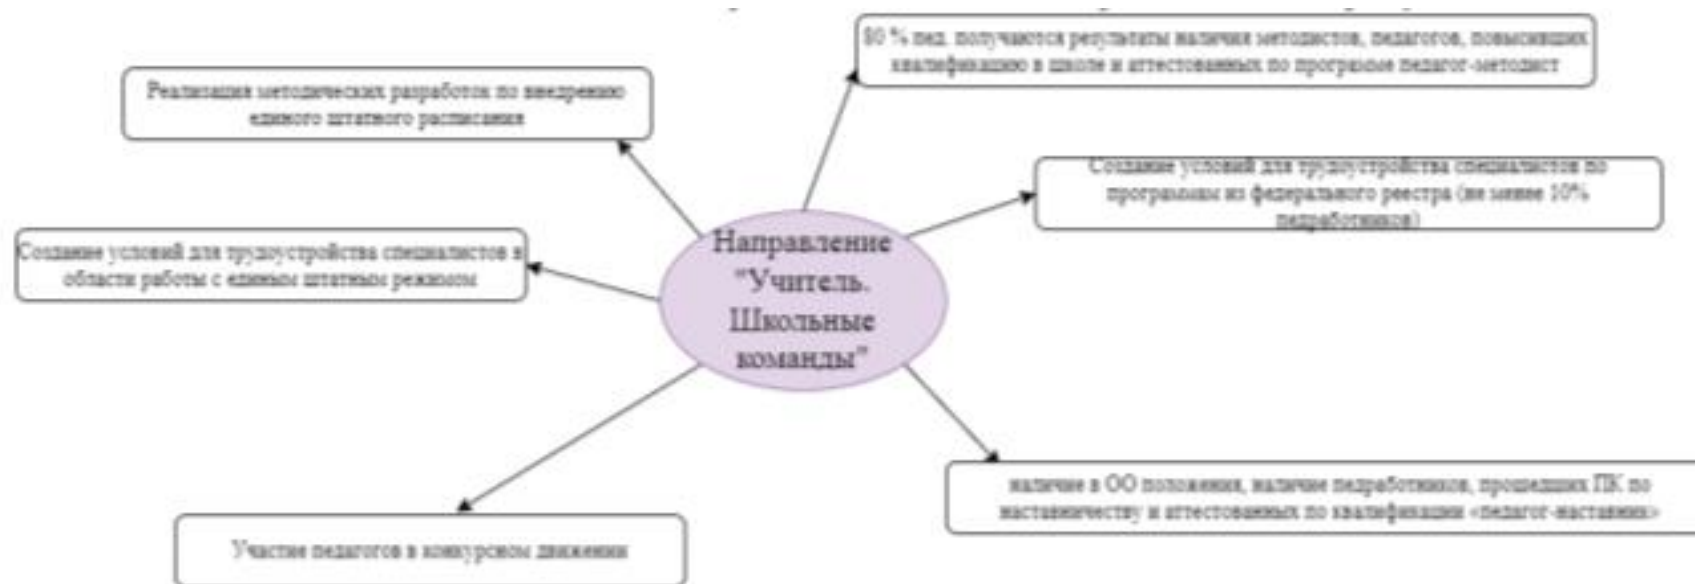 80 % пед. получаются результаты наличия методистов, педагогов, повысивших
квалификацию в школе и аттестованных по программе педагог-методист
Реализация методических разработок по внедрению
единого штатного расписания
Создание условий для трудоустройства специалистов по
программам из федерального реестра (не менее 10%
педработников)
Создание условий для трудоустройства специалистов в
области работы с единым штатным режимом
Направление
"Учитель.
Школьные
команды"
наличие в ОО положения, наличие педработников, прошедших ПК по
наставничеству и аттестованных по квалификации «педагог-наставник»
Участие педагогов в конкурсном движении